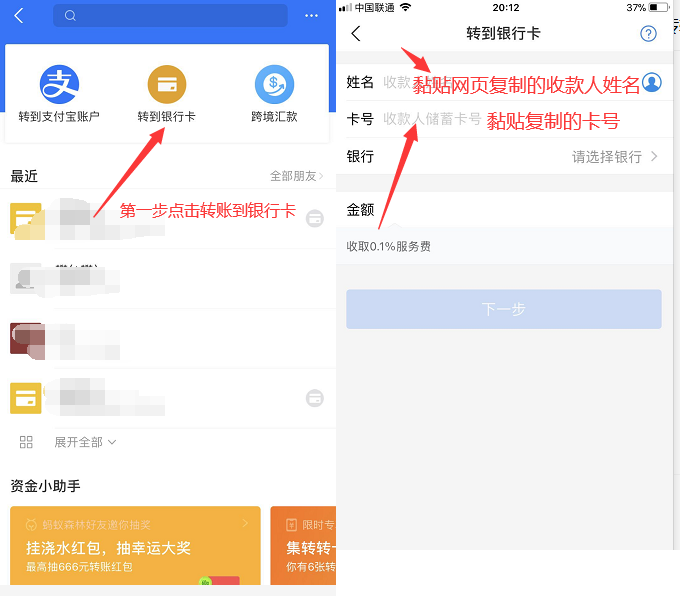 转到支付宝账户
转到银行卡
跨境汇款
最近
全部朋友
第一步点击转账到银行卡
展开全部
资金小助手
蚂蚁森林好友邀你抽奖
挂浇水红包，抽幸运大奖
最高抽666元转账红包
限时专
集转转卡
你有6张转
中国联通
20:12
37%
转到银行卡
姓名
收款
黏贴网页复制的收款人姓名
卡号
收款人储蓄卡号
黏贴复制的卡号
银行
请选择银行
金额
收取0.1%服务费
下一步